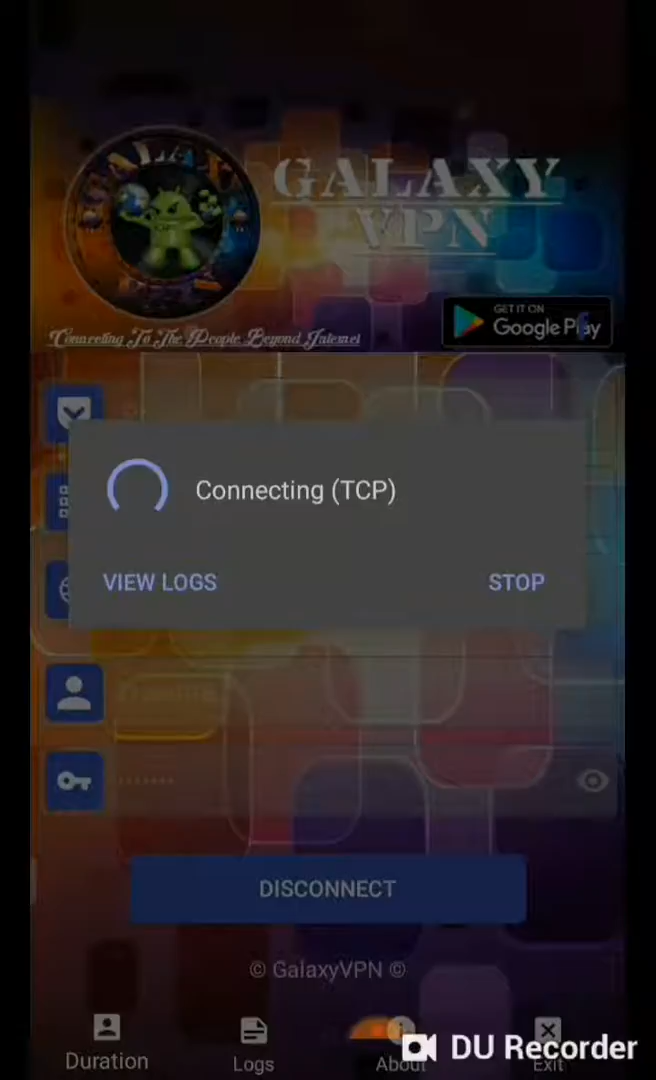 GALAXY
GALAXY
VPN
Connecting To The People Beyond Internet
GET IT ON
Google Play
Connecting (TCP)
VIEW LOGS
STOP
·······
DISCONNECT
© GalaxyVPN ©
Duration
Logs
About
Exit
DU Recorder